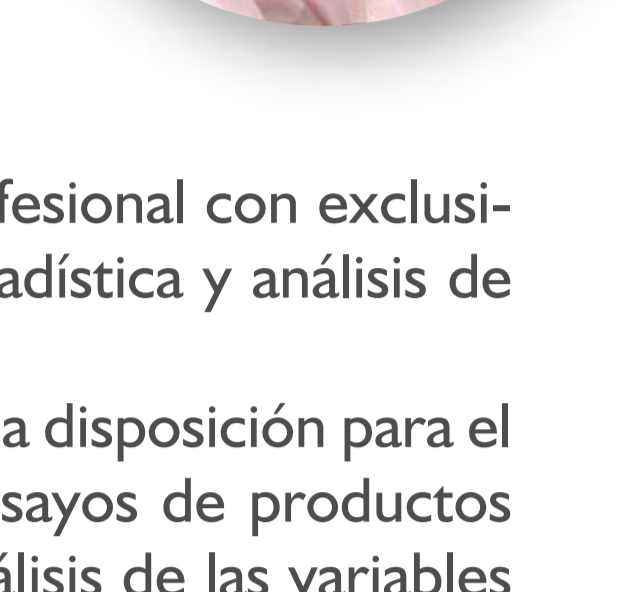 fesional con exclusi-
adística y análisis de
a disposición para el
sayos de productos
álisis de las variables